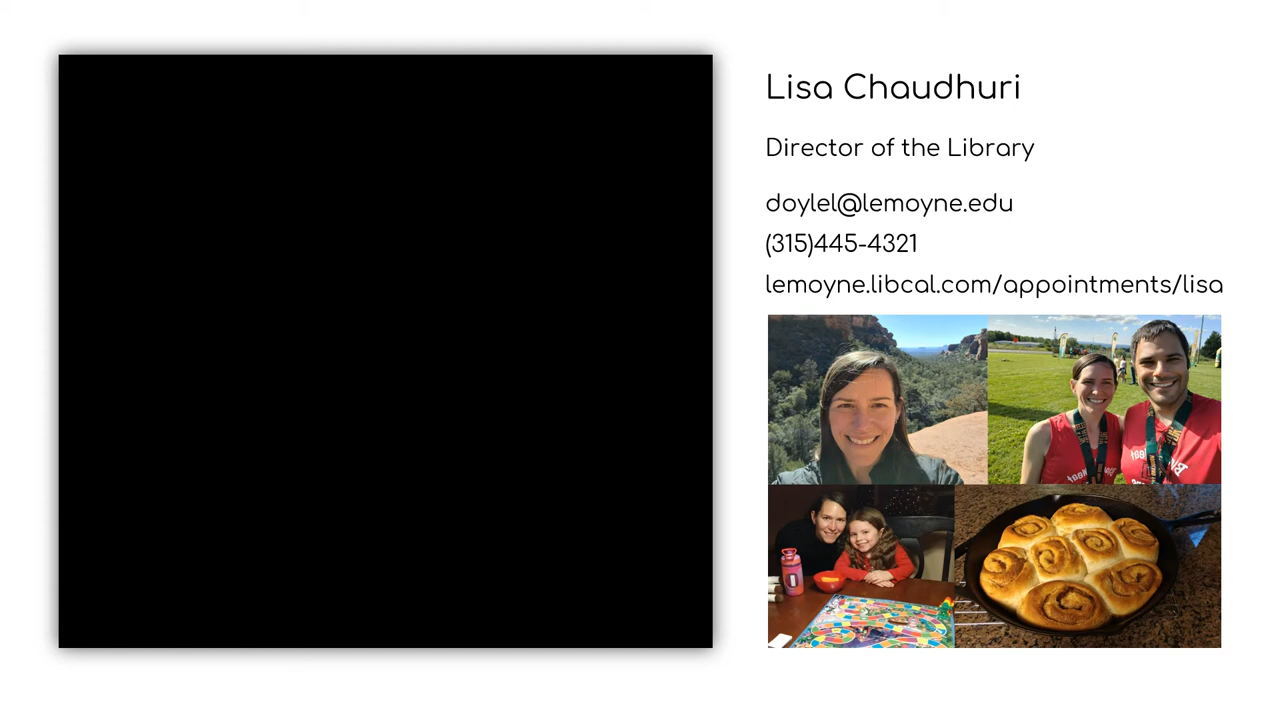 Lisa Chaudhuri
Director of the Library
doylel@lemoyne.edu
(315)445-4321
lemoyne.libcal.com/appointments/lisa